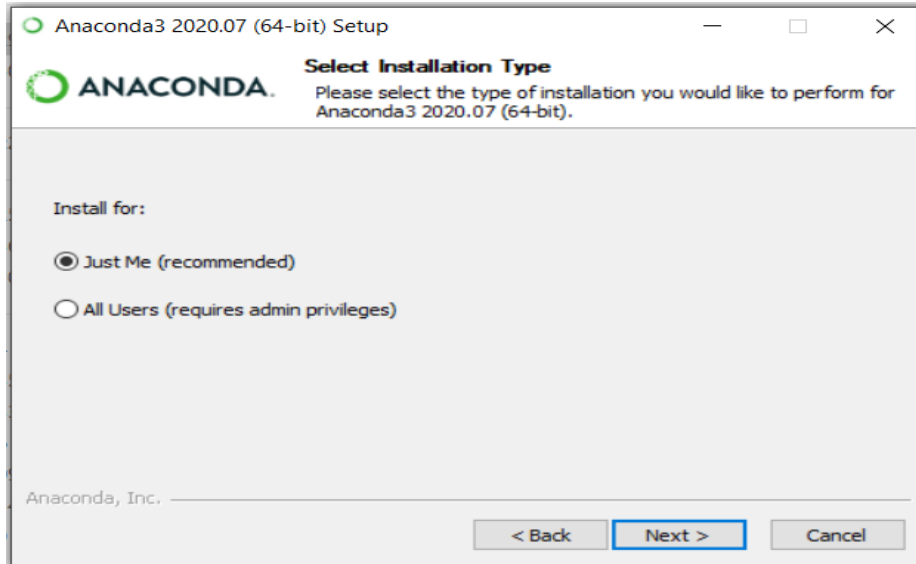 Anaconda3 2020.07 (64-bit) Setup
ANACONDA.
Select Installation Type
Please select the type of installation you would like to perform for
Anaconda3 2020.07 (64-bit).
Install for:
Just Me (recommended)
All Users (requires admin privileges)
Anaconda, Inc.
< Back
Next >
Cancel